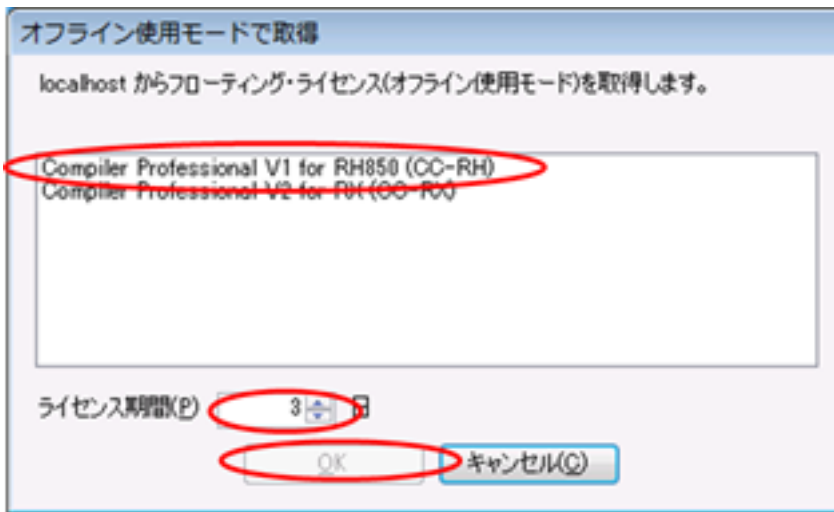 オフライン使用モードで取得
localhost からフローティング・ライセンス(オフライン使用モード)を取得します。
Compiler Professional V1 for RH850 (CC-RH)
Compiler Professional V2 for RX (CC-RX)
ライセンス期間(P) 3 日
OK キャンセル(C)